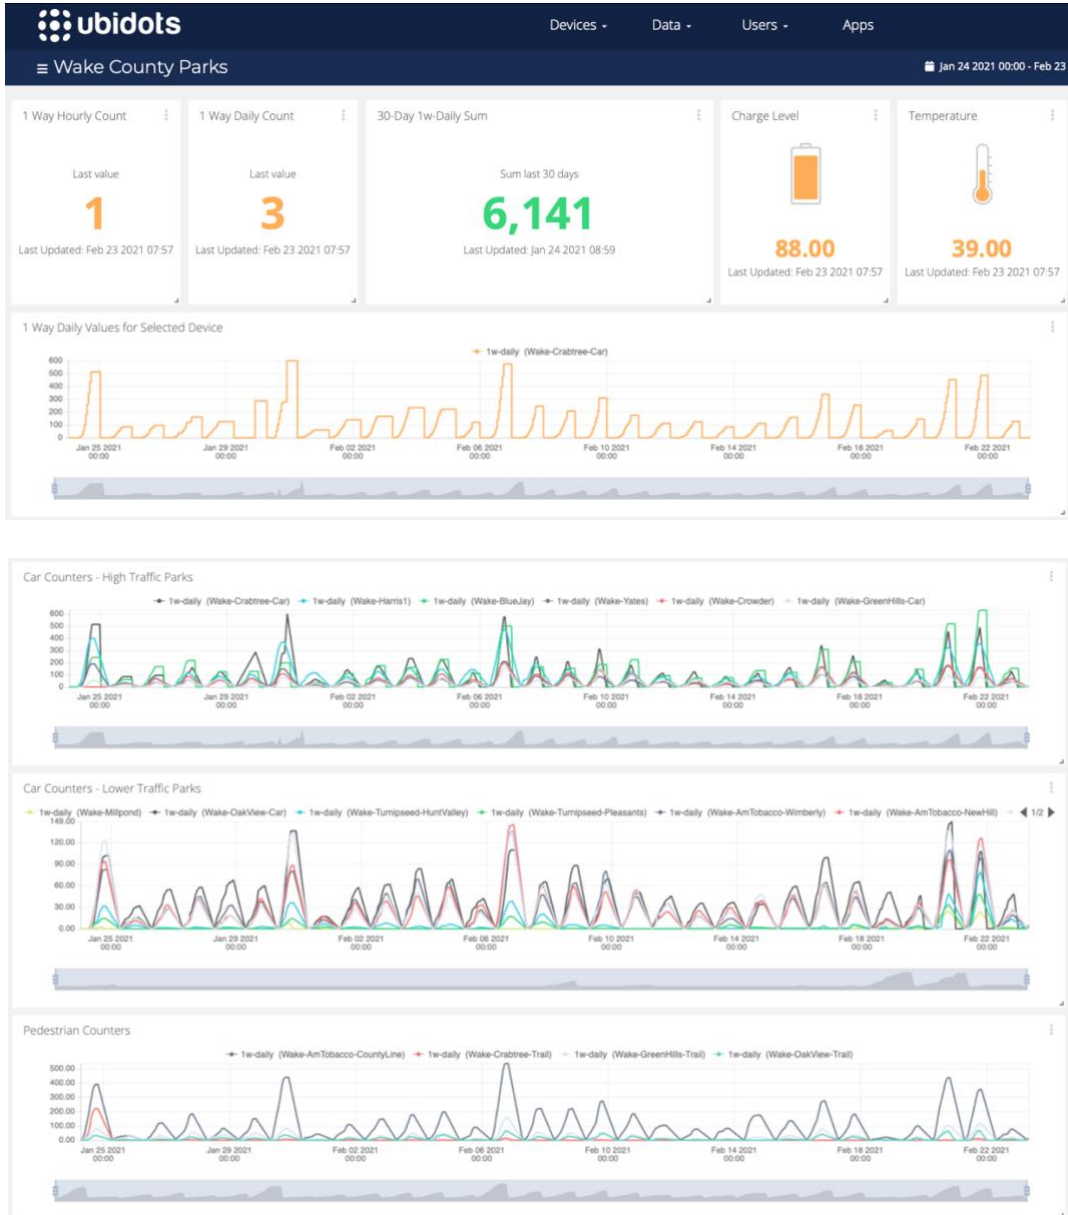 ubidots
Devices Data Users Apps
≡ Wake County Parks
Jan 24 2021 00:00 - Feb 23
1 Way Hourly Count
Last value
1
Last Updated: Feb 23 2021 07:57
1 Way Daily Count
Last value
3
Last Updated: Feb 23 2021 07:57
30-Day 1w-Daily Sum
Sum last 30 days
6,141
Last Updated: Jan 24 2021 08:59
Charge Level
88.00
Last Updated: Feb 23 2021 07:57
Temperature
39.00
Last Updated: Feb 23 2021 07:57
1 Way Daily Values for Selected Device
1w-daily (Wake-Crabtree-Car)
600
500
400
300
200
100
0
Jan 25 2021 Jan 29 2021 Feb 02 2021 Feb 06 2021 Feb 10 2021 Feb 14 2021 Feb 18 2021 Feb 22 2021
00:00 00:00 00:00 00:00 00:00 00:00 00:00 00:00
Car Counters - High Traffic Parks
1w-daily (Wake-Crabtree-Car) 1w-daily (Wake-Harris1) 1w-daily (Wake-BlueJay) 1w-daily (Wake-Yates) 1w-daily (Wake-Crowder) 1w-daily (Wake-GreenHills-Car)
600
500
400
300
200
100
0
Jan 25 2021 Jan 29 2021 Feb 02 2021 Feb 06 2021 Feb 10 2021 Feb 14 2021 Feb 18 2021 Feb 22 2021
00:00 00:00 00:00 00:00 00:00 00:00 00:00 00:00
Car Counters - Lower Traffic Parks
1w-daily (Wake-Millpond) 1w-daily (Wake-OakView-Car) 1w-daily (Wake-Turnipseed-HuntValley) 1w-daily (Wake-Turnipseed-Pleasants) 1w-daily (Wake-AmTobacco-Wimberly) 1w-daily (Wake-AmTobacco-NewHill) 1/2
149.00
120.00
90.00
60.00
30.00
0.00
Jan 25 2021 Jan 29 2021 Feb 02 2021 Feb 06 2021 Feb 10 2021 Feb 14 2021 Feb 18 2021 Feb 22 2021
00:00 00:00 00:00 00:00 00:00 00:00 00:00 00:00
Pedestrian Counters
1w-daily (Wake-AmTobacco-CountyLine) 1w-daily (Wake-Crabtree-Trail) 1w-daily (Wake-GreenHills-Trail) 1w-daily (Wake-OakView-Trail)
500.00
400.00
300.00
200.00
100.00
0.00
Jan 25 2021 Jan 29 2021 Feb 02 2021 Feb 06 2021 Feb 10 2021 Feb 14 2021 Feb 18 2021 Feb 22 2021
00:00 00:00 00:00 00:00 00:00 00:00 00:00 00:00